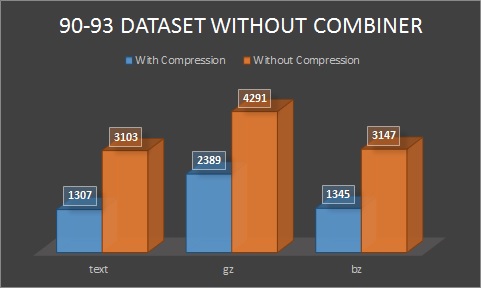 90-93 DATASET WITHOUT COMBINER
With Compression Without Compression
4291
3103 3147
2389
1307 1345
text gz bz